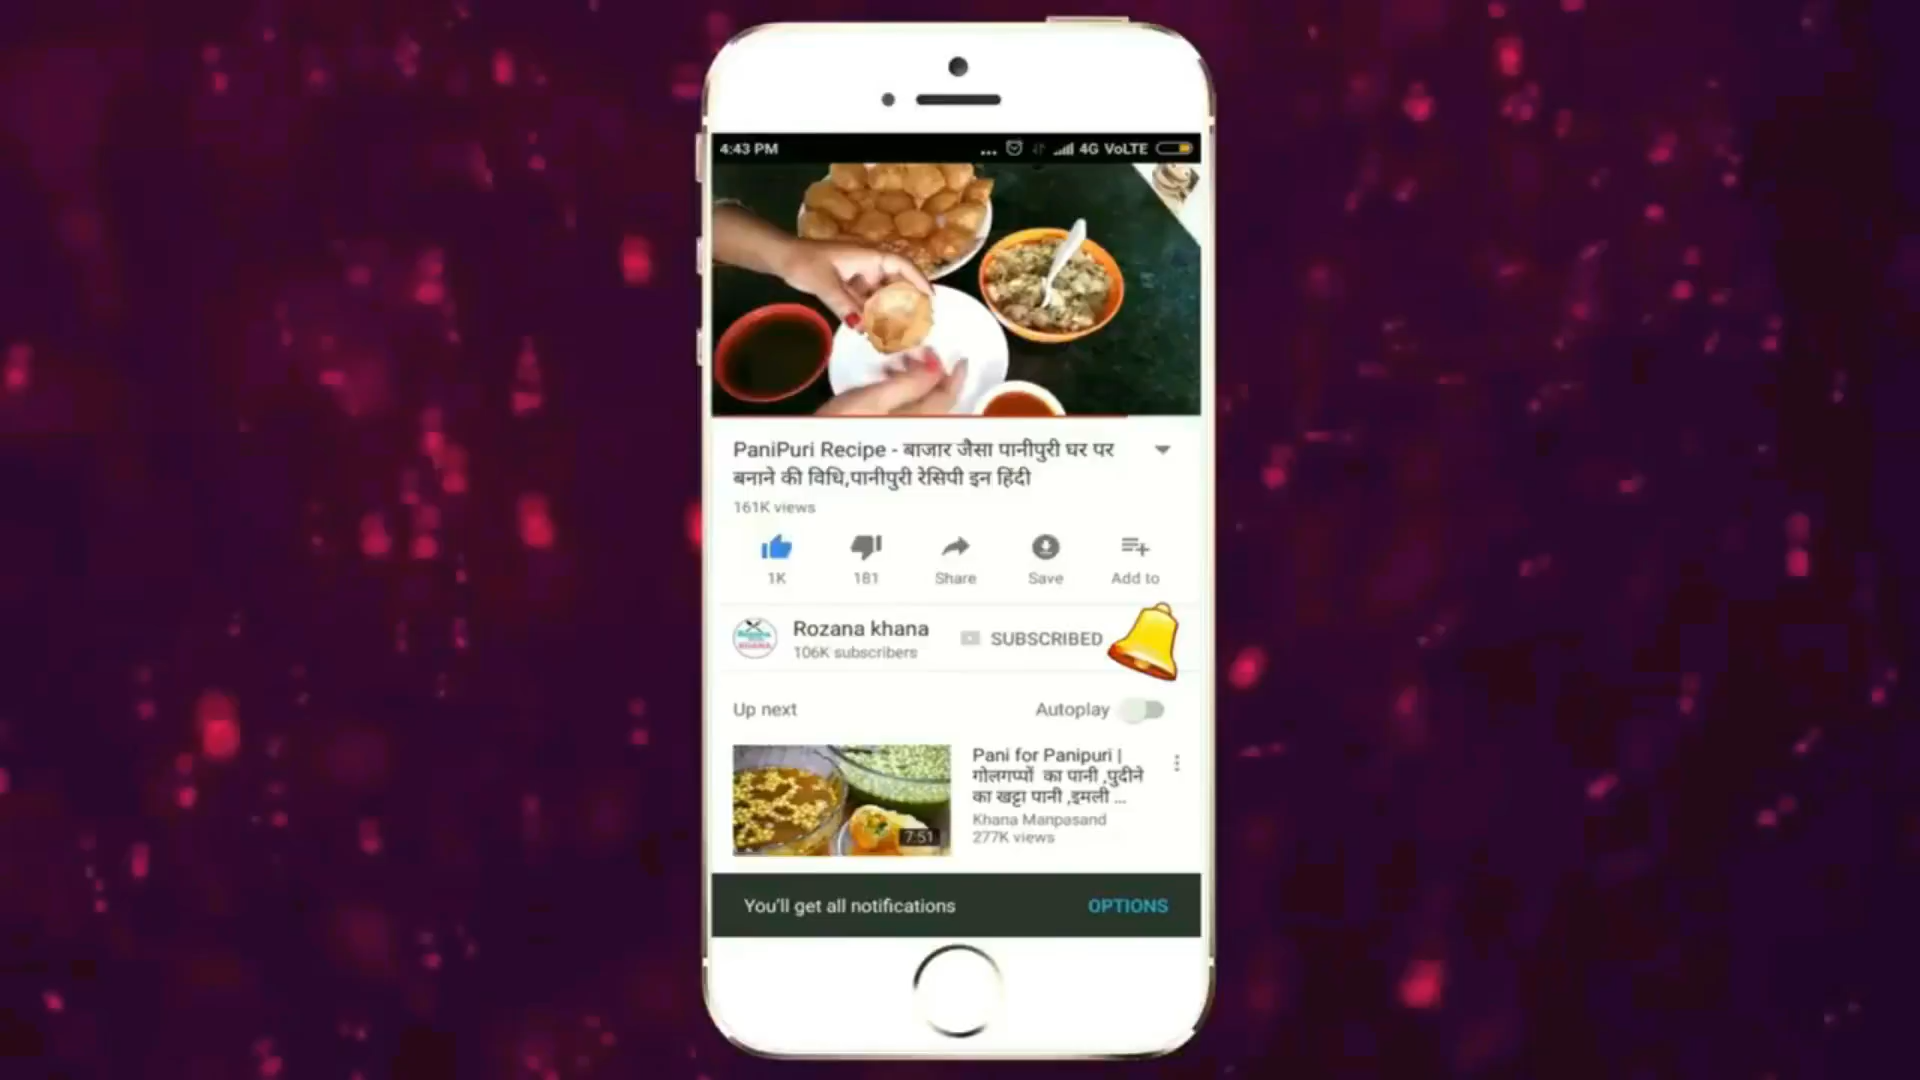 4:43 PM
4G VoLTE
PaniPuri Recipe - बाजार जैसा पानीपुरी घर पर
बनाने की विधि,पानीपुरी रेसिपी इन हिंदी
161K views
1K
181
Share
Save
Add to
Rozana khana
106K subscribers
SUBSCRIBED
Up next
Autoplay
Pani for Panipuri |
गोलगप्पों का पानी ,पुदीने
का खट्टा पानी ,इमली ...
Khana Manpasand
277K views
7:51
You'll get all notifications
OPTIONS